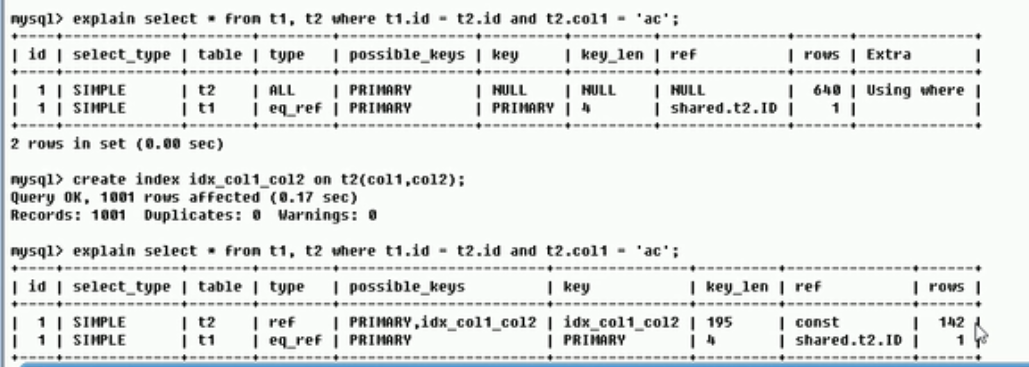 mysql> explain select * from t1, t2 where t1.id = t2.id and t2.col1 = 'ac';
+----+-------------+-------+--------+---------------+---------+---------+--------------+------+-------------+
| id | select_type | table | type | possible_keys | key | key_len | ref | rows | Extra |
+----+-------------+-------+--------+---------------+---------+---------+--------------+------+-------------+
| 1 | SIMPLE | t2 | ALL | PRIMARY | NULL | NULL | NULL | 640 | Using where |
| 1 | SIMPLE | t1 | eq_ref | PRIMARY | PRIMARY | 4 | shared.t2.ID | 1 | |
+----+-------------+-------+--------+---------------+---------+---------+--------------+------+-------------+
2 rows in set (0.00 sec)
mysql> create index idx_col1_col2 on t2(col1,col2);
Query OK, 1001 rows affected (0.17 sec)
Records: 1001 Duplicates: 0 Warnings: 0
mysql> explain select * from t1, t2 where t1.id = t2.id and t2.col1 = 'ac';
+----+-------------+-------+--------+-----------------------+---------------+---------+--------------+------+
| id | select_type | table | type | possible_keys | key | key_len | ref | rows |
+----+-------------+-------+--------+-----------------------+---------------+---------+--------------+------+
| 1 | SIMPLE | t2 | ref | PRIMARY,idx_col1_col2 | idx_col1_col2 | 195 | const | 142 |
| 1 | SIMPLE | t1 | eq_ref | PRIMARY | PRIMARY | 4 | shared.t2.ID | 1 |
+----+-------------+-------+--------+-----------------------+---------------+---------+--------------+------+